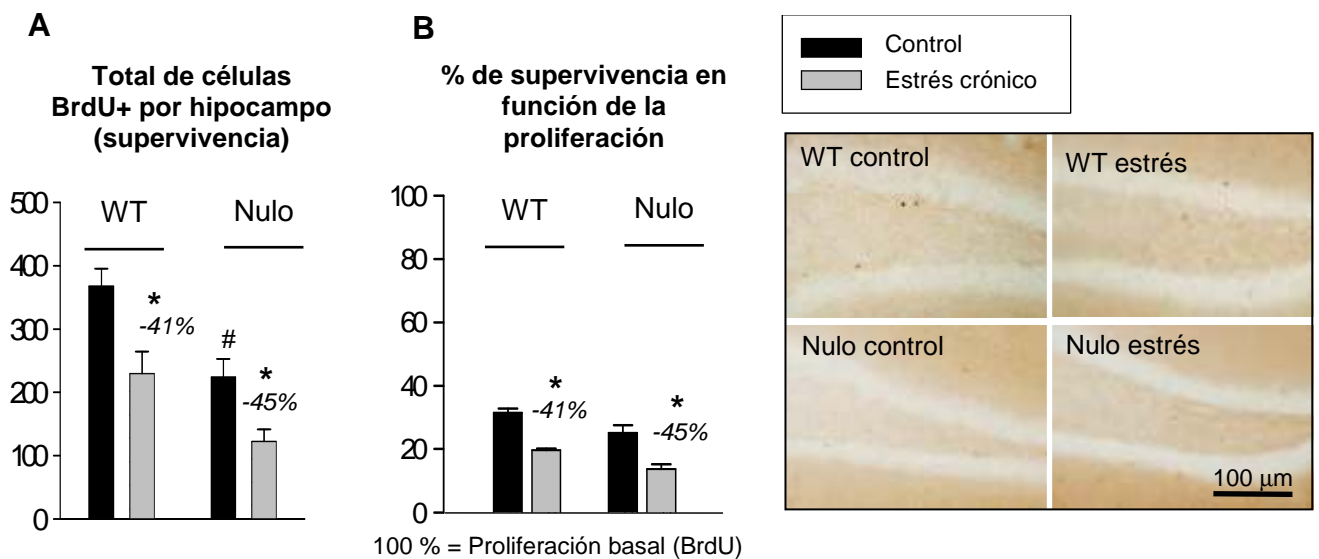 A
Total de células
BrdU+ por hipocampo
(supervivencia)
500
400
300
200
100
0
WT
Nulo
*
-41%
#
*
-45%
B
% de supervivencia en
función de la
proliferación
100
80
60
40
20
0
WT
Nulo
*
-41%
*
-45%
100 % = Proliferación basal (BrdU)
Control
Estrés crónico
WT control
WT estrés
Nulo control
Nulo estrés
100 μm